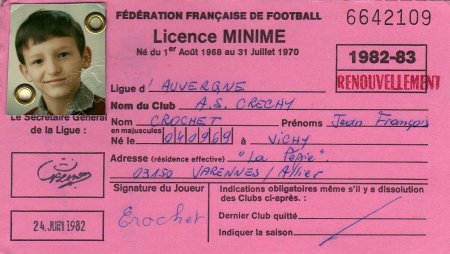 FÉDÉRATION FRANÇAISE DE FOOTBALL
6642109
Licence MINIME
Né du 1er Août 1968 au 31 Juillet 1970
1982-83
RENOUVELLEMENT
Ligue d'AUVERGNE
Nom du Club A.S. CRECHY
Le Secrétaire Général de la Ligue :
Nom CROCHET Prénoms Jean François
en majuscules
Né le 040969 à VICHY
Adresse (résidence effective) "La Pépie"
03150 VARENNES/Allier
Signature du Joueur
Crochet
Indications obligatoires même s'il y a dissolution
des Clubs ci-après. :
Dernier Club quitté
Indiquer la saison
24. JUIN 1982